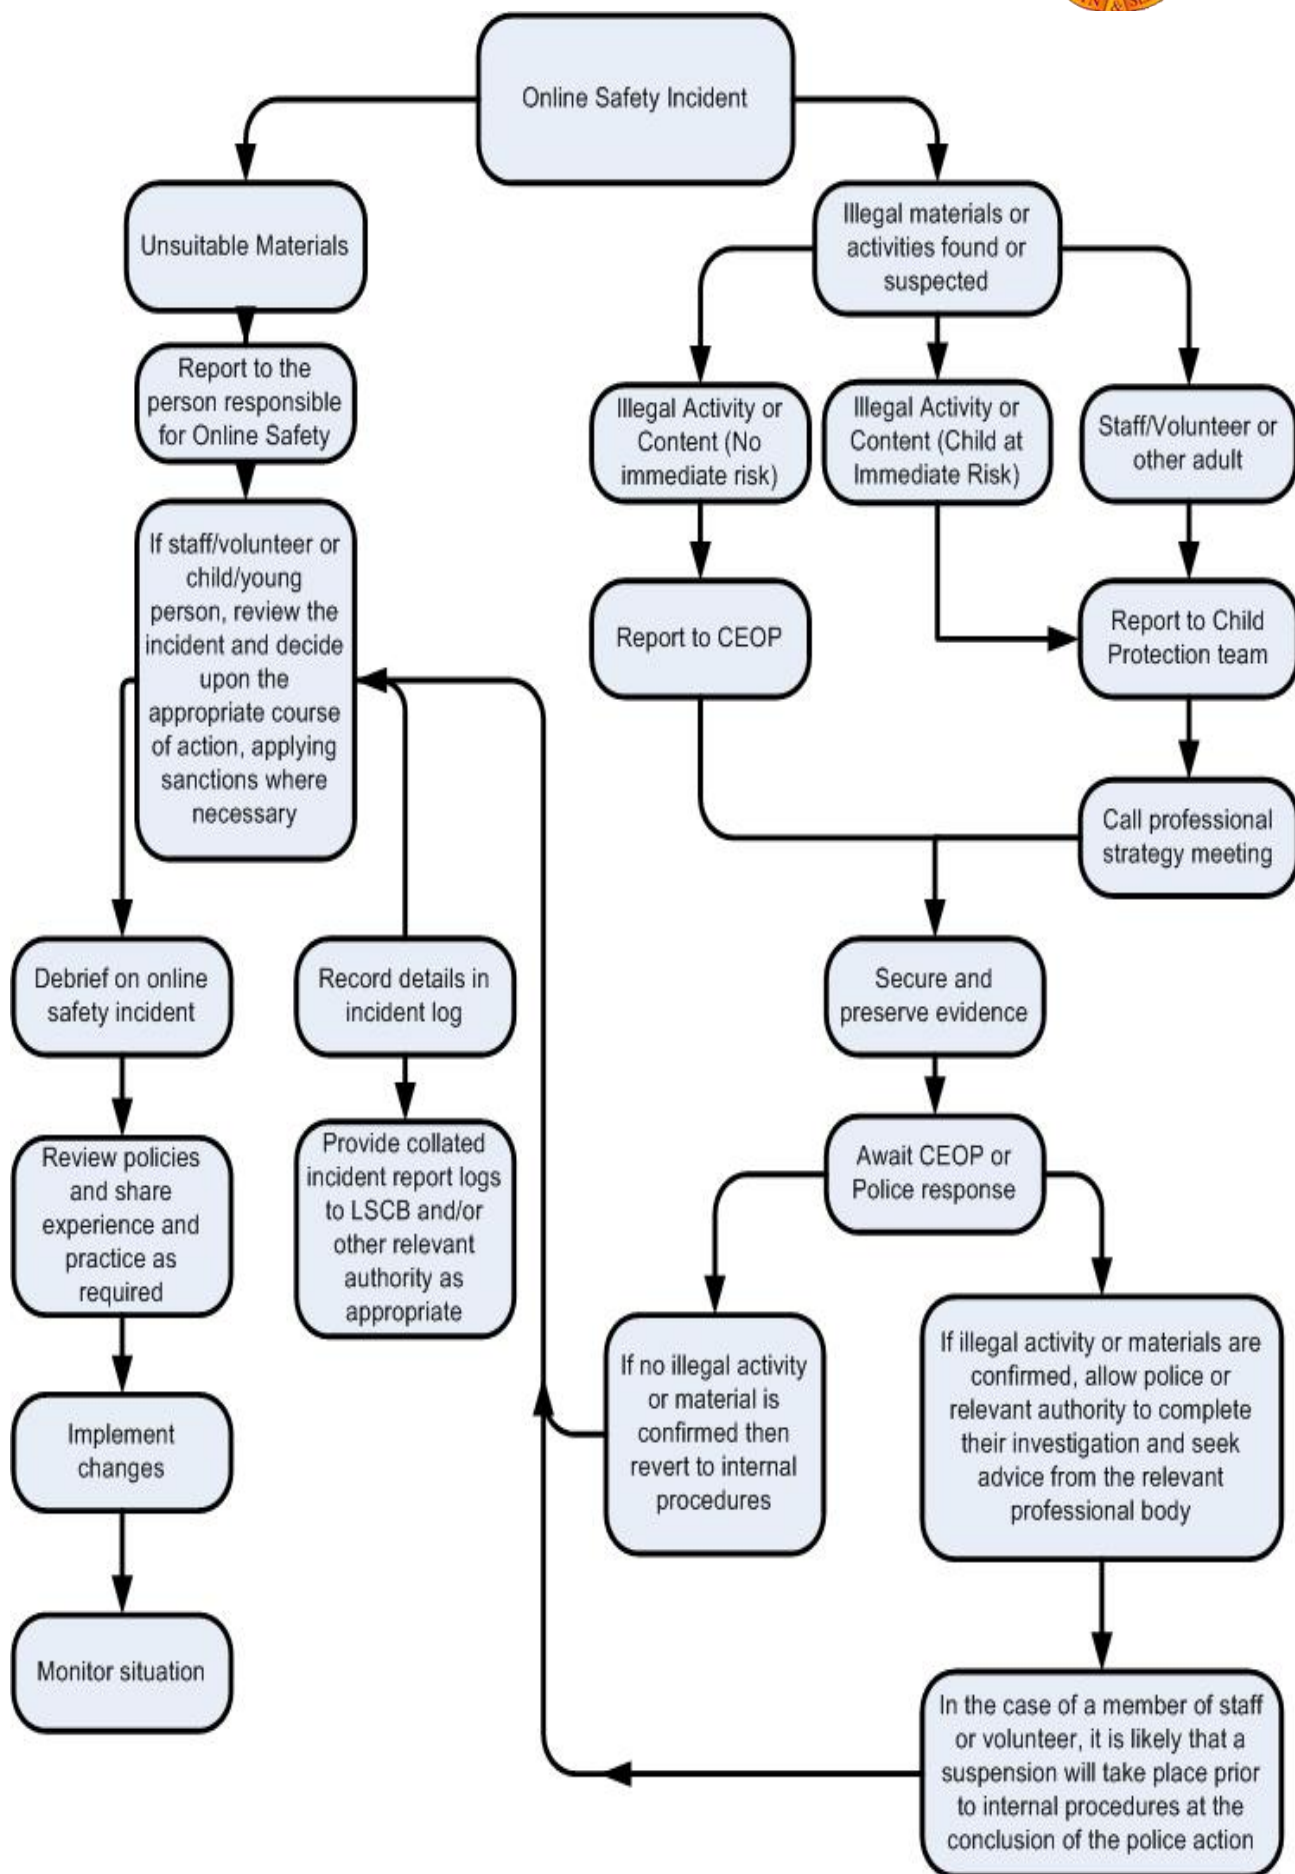 N & S
Online Safety Incident
Unsuitable Materials
Illegal materials or
activities found or
suspected
Report to the
person responsible
for Online Safety
Illegal Activity or
Content (No
immediate risk)
Illegal Activity or
Content (Child at
Immediate Risk)
Staff/Volunteer or
other adult
If staff/volunteer or
child/young
person, review the
incident and decide
upon the
appropriate course
of action, applying
sanctions where
necessary
Report to CEOP
Report to Child
Protection team
Call professional
strategy meeting
Debrief on online
safety incident
Record details in
incident log
Secure and
preserve evidence
Review policies
and share
experience and
practice as
required
Provide collated
incident report logs
to LSCB and/or
other relevant
authority as
appropriate
Await CEOP or
Police response
If no illegal activity
or material is
confirmed then
revert to internal
procedures
If illegal activity or materials are
confirmed, allow police or
relevant authority to complete
their investigation and seek
advice from the relevant
professional body
Implement
changes
Monitor situation
In the case of a member of staff
or volunteer, it is likely that a
suspension will take place prior
to internal procedures at the
conclusion of the police action